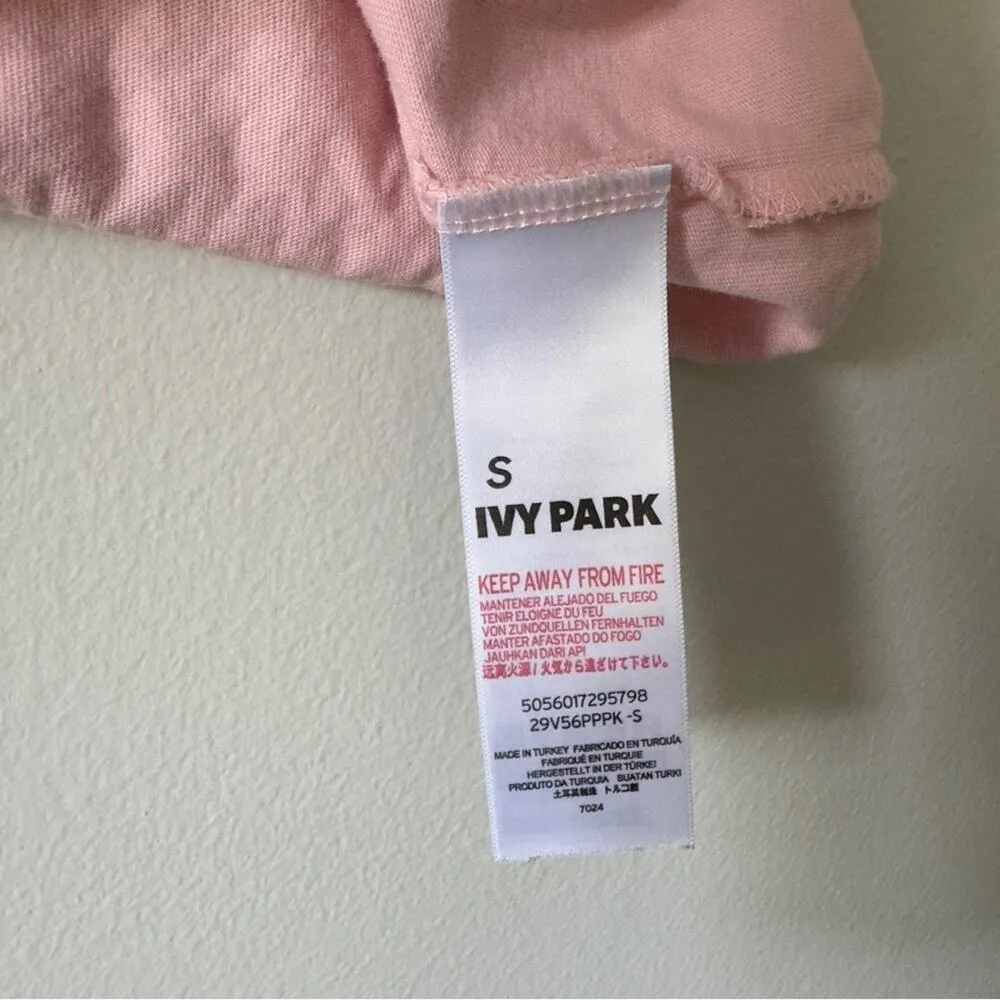 S
IVY PARK
KEEP AWAY FROM FIRE
MANTENER ALEJADO DEL FUEGO
TENIR ELOIGNE DU FEU
VON ZUNDQUELLEN FERNHALTEN
MANTER AFASTADO DO FOGO
JAUHKAN DARI API
远离火源/火気から遠ざけて下さい。
5056017295798
29V56PPPK -S
MADE IN TURKEY FABRICADO EN TURQUÍA
FABRIQUÉ EN TURQUIE
HERGESTELLT IN DER TÜRKEI
PRODUTO DA TURQUIA SUATAN TURKI
土耳其制造 トルコ製
7024